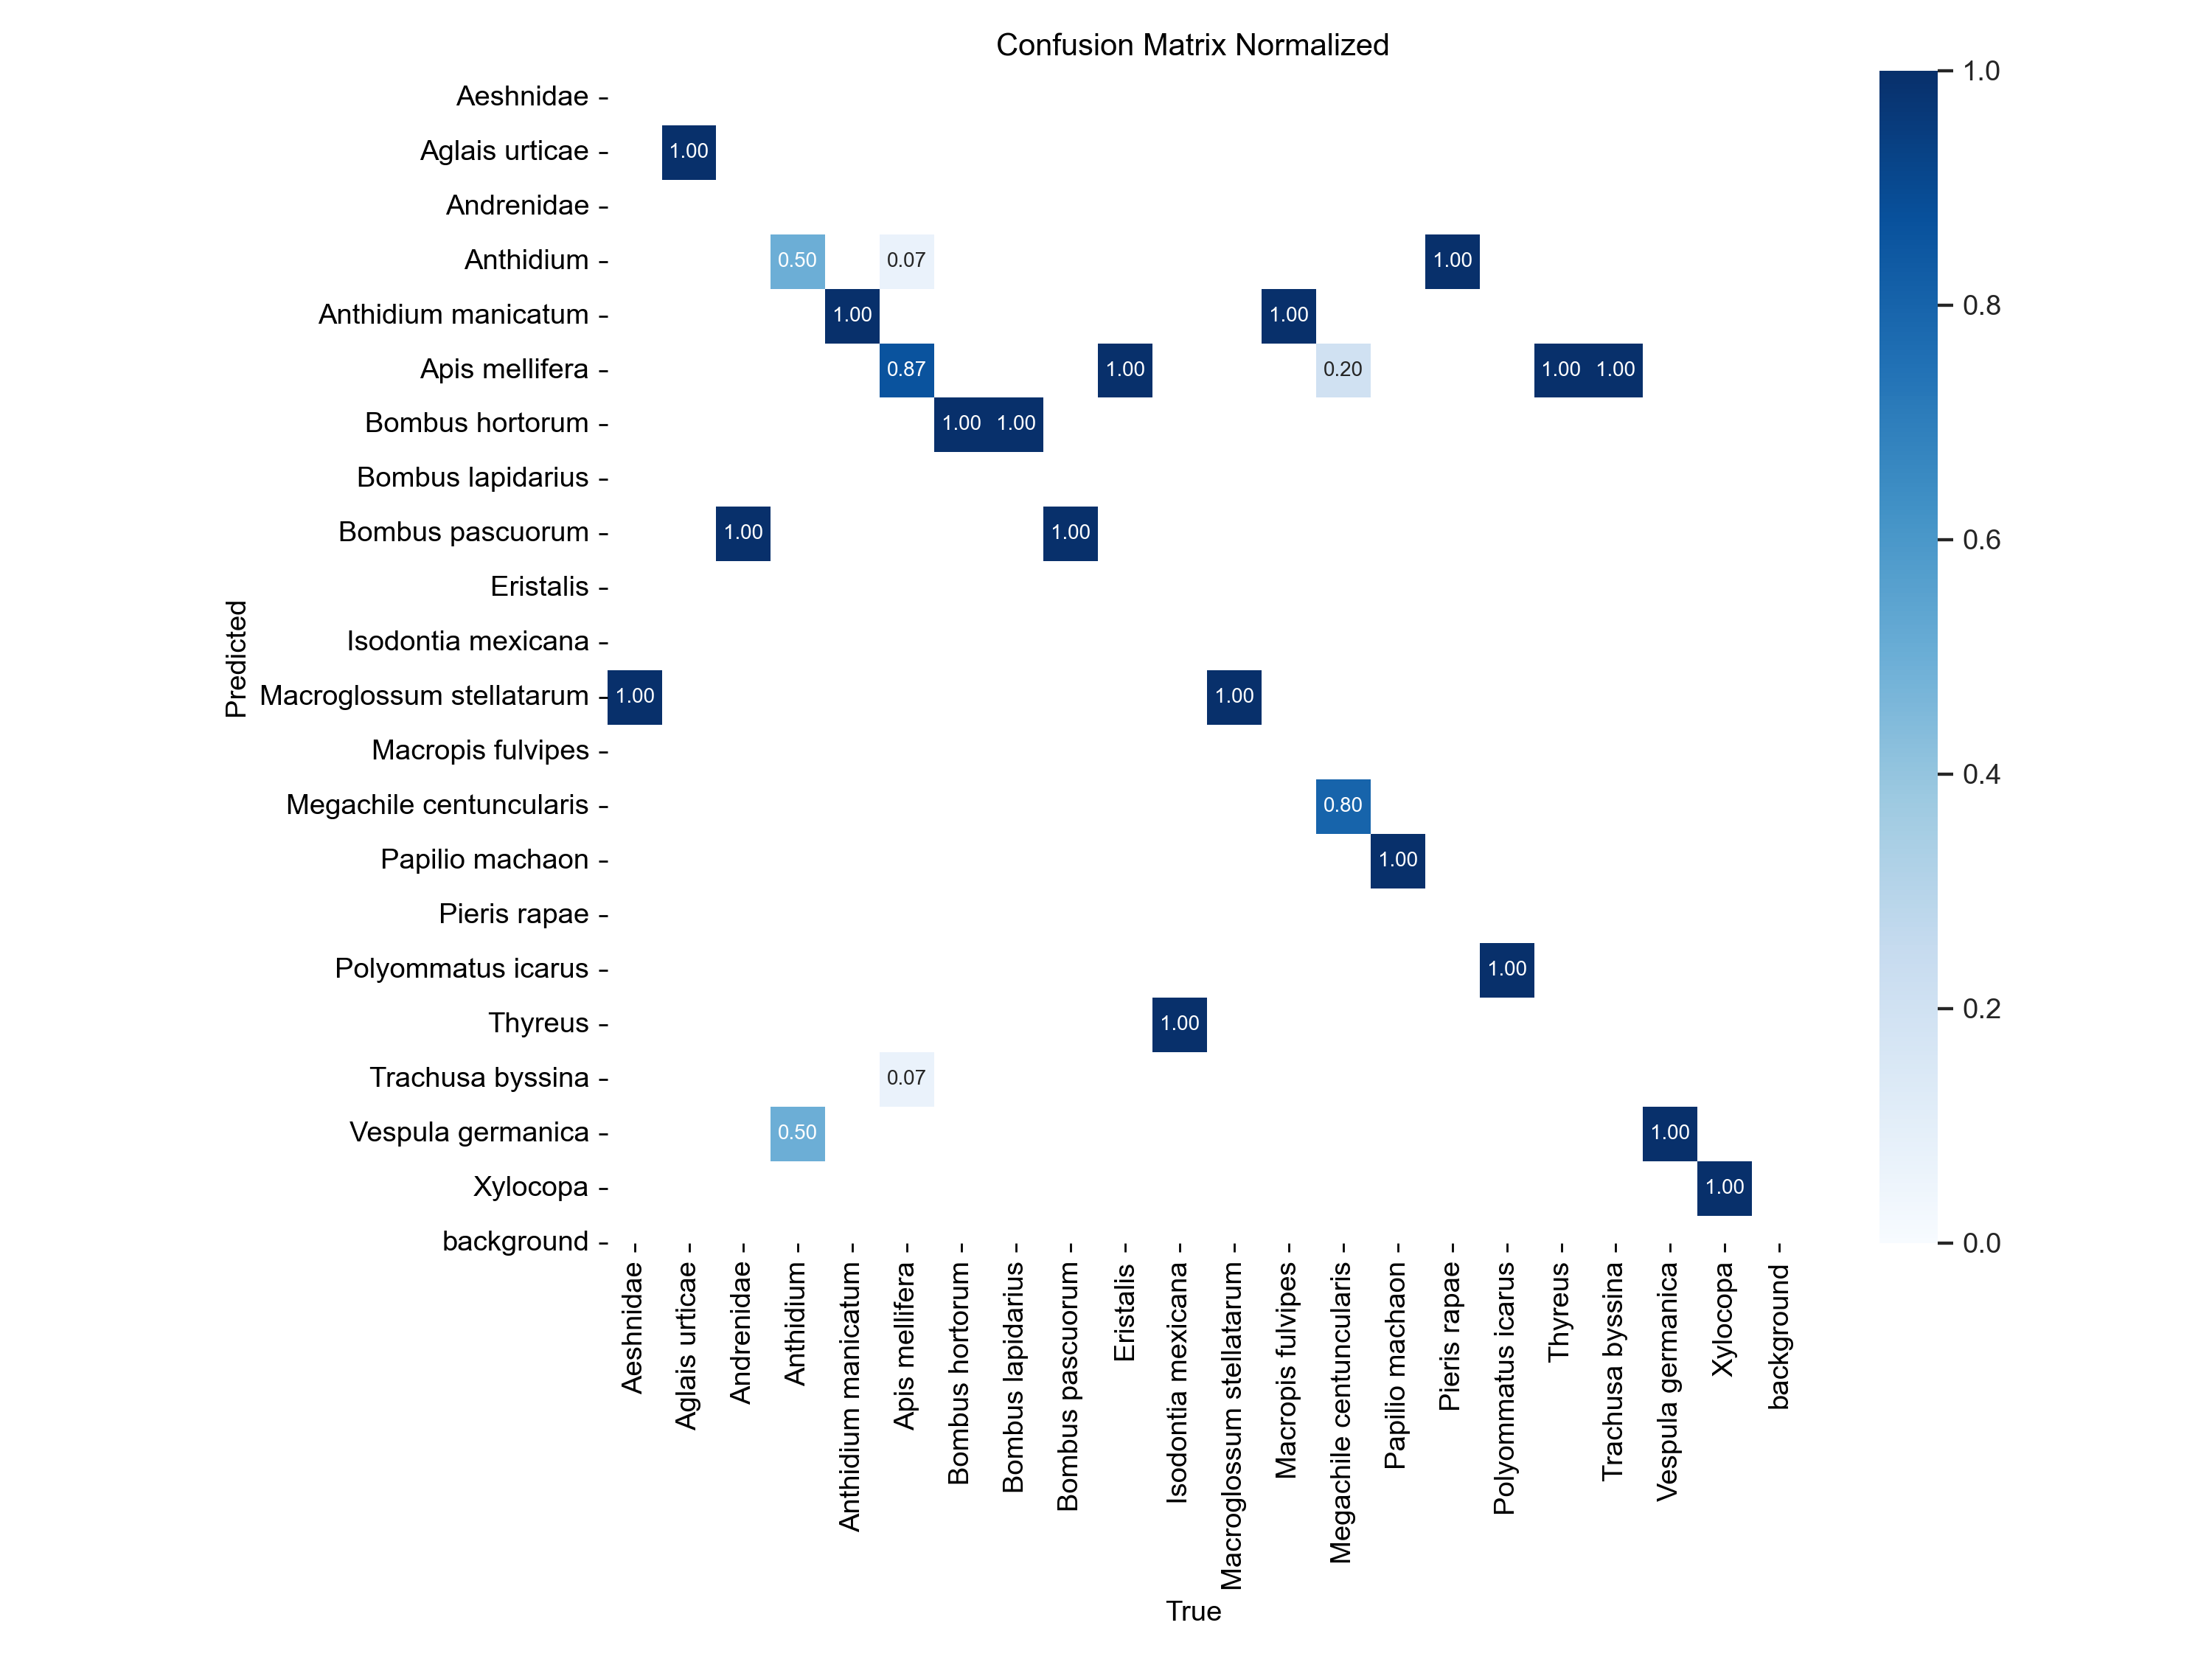 Confusion Matrix Normalized
Aeshnidae
Aglais urticae 1.00
Andrenidae
Anthidium 0.50 0.07 1.00
Anthidium manicatum 1.00 1.00
Apis mellifera 0.87 1.00 0.20 1.00 1.00
Bombus hortorum 1.00 1.00
Bombus lapidarius
Bombus pascuorum 1.00 1.00
Eristalis
Isodontia mexicana
Macroglossum stellatarum 1.00 1.00
Macropis fulvipes
Megachile centuncularis 0.80
Papilio machaon 1.00
Pieris rapae
Polyommatus icarus 1.00
Thyreus 1.00
Trachusa byssina 0.07
Vespula germanica 0.50 1.00
Xylocopa 1.00
background
Predicted
Aeshnidae
Aglais urticae
Andrenidae
Anthidium
Anthidium manicatum
Apis mellifera
Bombus hortorum
Bombus lapidarius
Bombus pascuorum
Eristalis
Isodontia mexicana
Macroglossum stellatarum
Macropis fulvipes
Megachile centuncularis
Papilio machaon
Pieris rapae
Polyommatus icarus
Thyreus
Trachusa byssina
Vespula germanica
Xylocopa
background
True
1.0
0.8
0.6
0.4
0.2
0.0